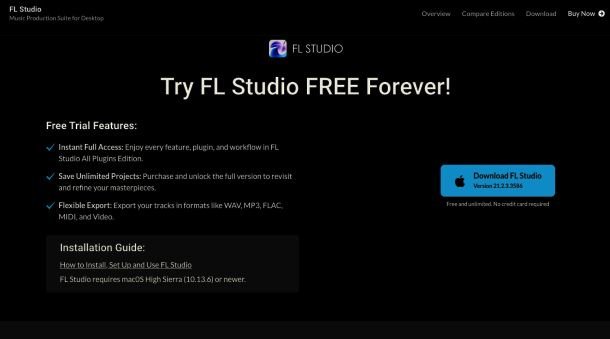 FL Studio
Music Production Suite for Desktop
Overview
Compare Editions
Download
Buy Now
FL STUDIO
Try FL Studio FREE Forever!
Free Trial Features:
Instant Full Access: Enjoy every feature, plugin, and workflow in FL
Studio All Plugins Edition.
Save Unlimited Projects: Purchase and unlock the full version to revisit
and refine your masterpieces.
Flexible Export: Export your tracks in formats like WAV, MP3, FLAC,
MIDI, and Video.
Download FL Studio
Version 21.2.3.3586
Free and unlimited. No credit card required
Installation Guide:
How to Install, Set Up and Use FL Studio
FL Studio requires macOS High Sierra (10.13.6) or newer.